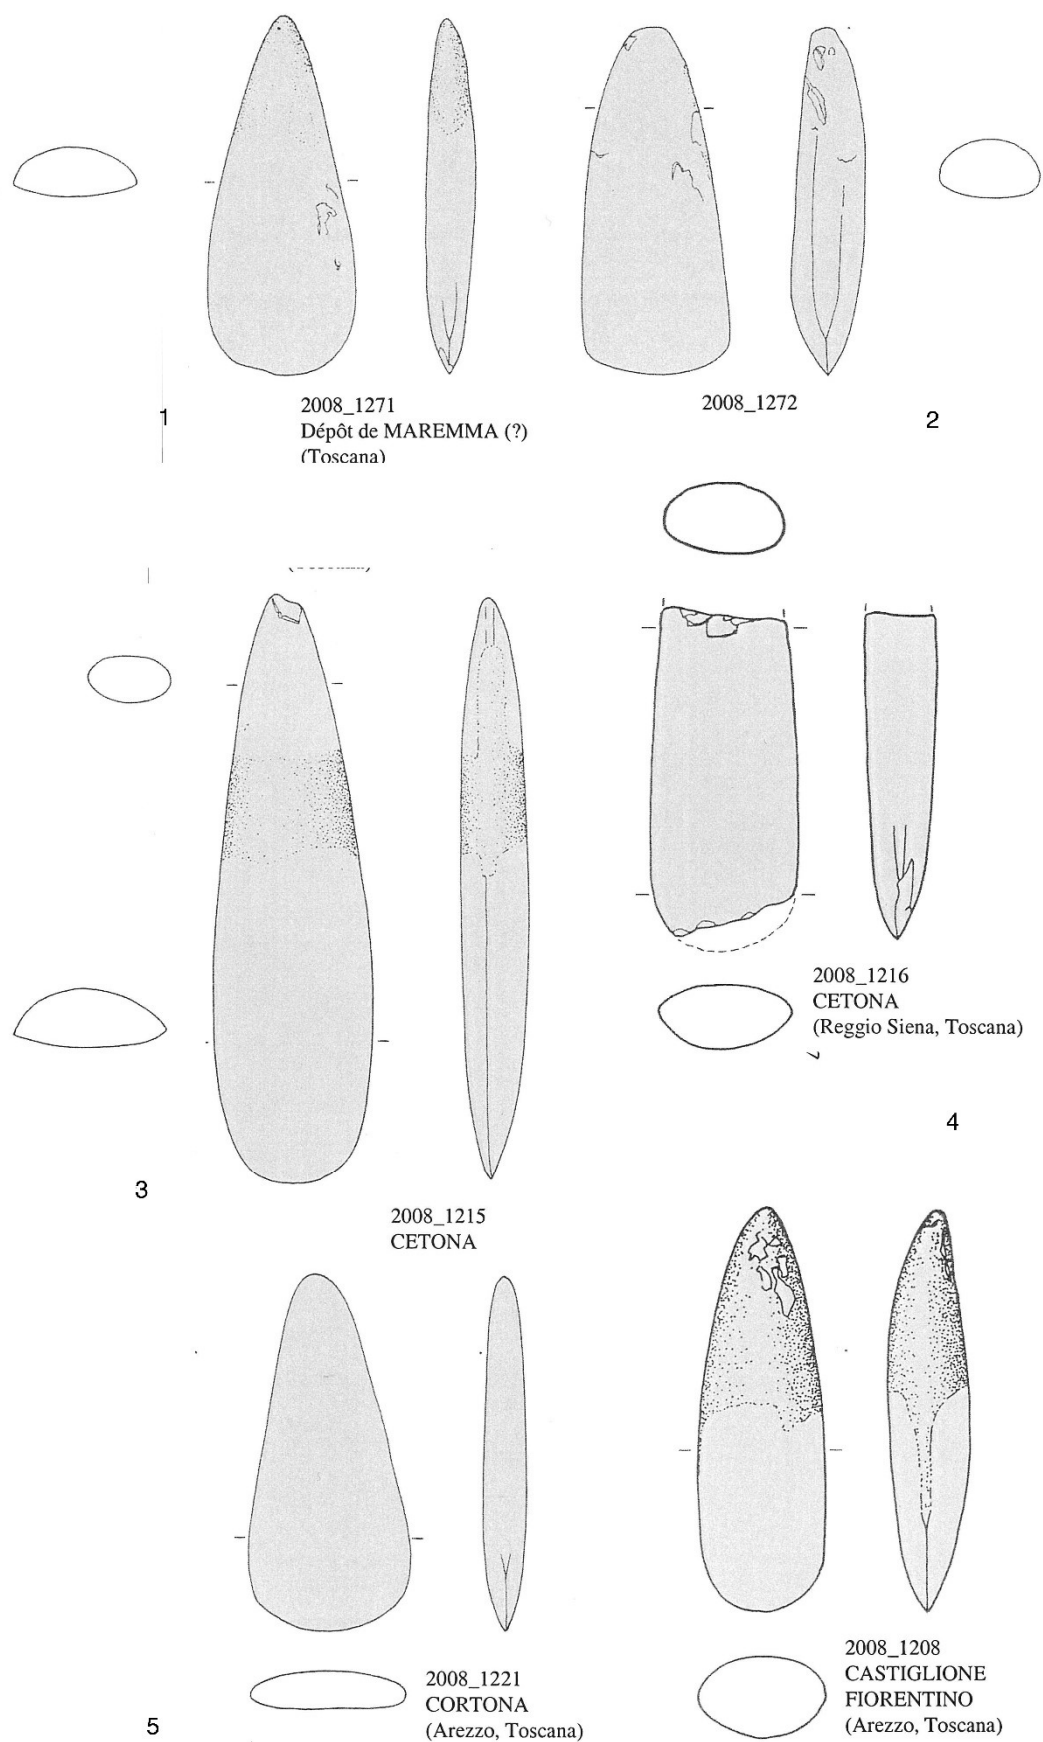 2008_1271
Dépôt de MAREMMA (?)
(Toscana)
1
2008_1272
2
2008_1216
CETONA
(Reggio Siena, Toscana)
4
3
2008_1215
CETONA
2008_1221
CORTONA
(Arezzo, Toscana)
5
2008_1208
CASTIGLIONE
FIORENTINO
(Arezzo, Toscana)